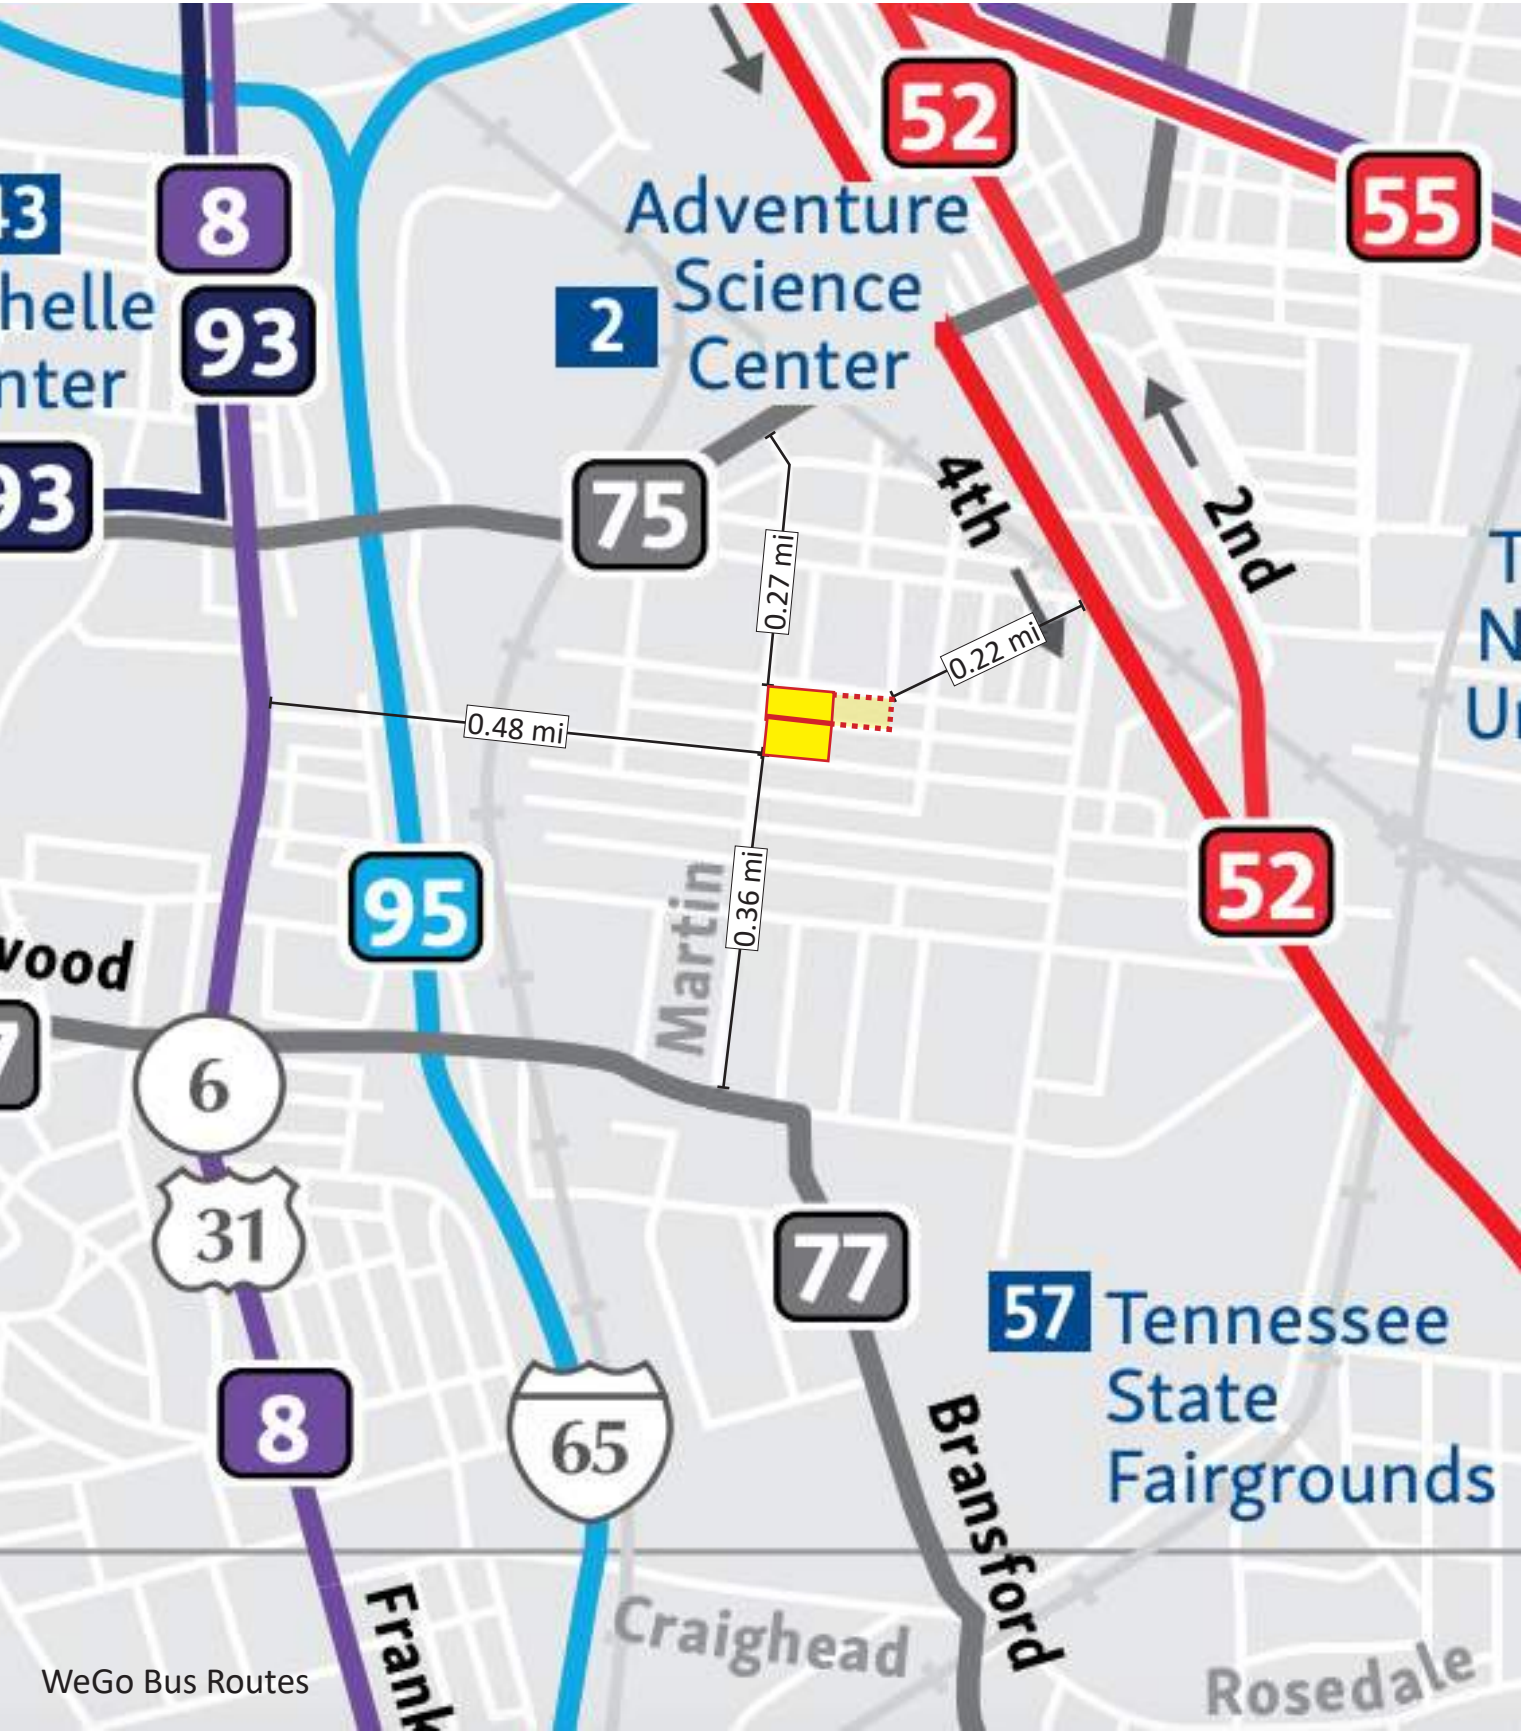 52
55
43
8
helle
nter
93
Adventure
Science
Center
2
93
75
4th
2nd
T
N
Un
0.27 mi
0.22 mi
0.48 mi
0.36 mi
Martin
95
52
wood
7
6
31
77
57
Tennessee
State
Fairgrounds
8
65
Bransford
Frank
Craighead
Rosedale
WeGo Bus Routes